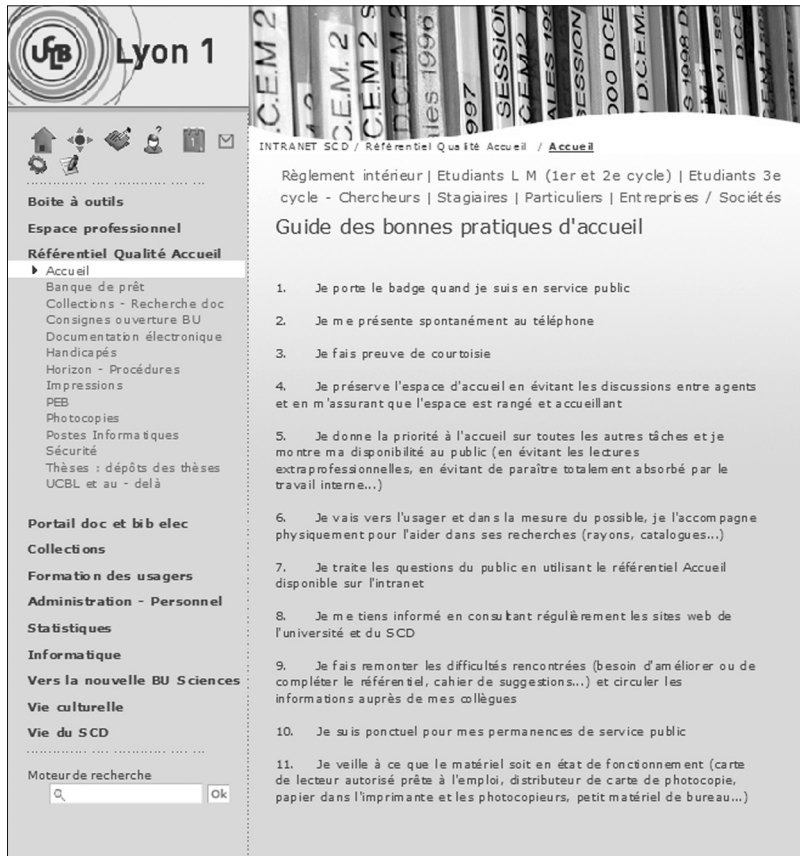 UCLB Lyon 1
C.E.M 2
C.E.M. 2
D.C.E.M 2
ales 1996
1997
SESSION
SESSION
D.C.E.M.
INTRANET SCD / Référentiel Qualité Accueil / Accueil
Règlement intérieur | Etudiants L M (1er et 2e cycle) | Etudiants 3e
cycle - Chercheurs | Stagiaires | Particuliers | Entreprises / Sociétés
Guide des bonnes pratiques d'accueil
Boite à outils
Espace professionnel
Référentiel Qualité Accueil
Accueil
Banque de prêt
Collections - Recherche doc
Consignes ouverture BU
Documentation électronique
Handicapés
Horizon - Procédures
Impressions
PEB
Photocopies
Postes Informatiques
Sécurité
Thèses : dépôts des thèses
UCBL et au - delà
Portail doc et bib elec
Collections
Formation des usagers
Administration - Personnel
Statistiques
Informatique
Vers la nouvelle BU Sciences
Vie culturelle
Vie du SCD
Moteur de recherche
Ok
1. Je porte le badge quand je suis en service public
2. Je me présente spontanément au téléphone
3. Je fais preuve de courtoisie
4. Je préserve l'espace d'accueil en évitant les discussions entre agents
et en m'assurant que l'espace est rangé et accueillant
5. Je donne la priorité à l'accueil sur toutes les autres tâches et je
montre ma disponibilité au public (en évitant les lectures
extraprofessionnelles, en évitant de paraître totalement absorbé par le
travail interne...)
6. Je vais vers l'usager et dans la mesure du possible, je l'accompagne
physiquement pour l'aider dans ses recherches (rayons, catalogues...)
7. Je traite les questions du public en utilisant le référentiel Accueil
disponible sur l'intranet
8. Je me tiens informé en consultant régulièrement les sites web de
l'université et du SCD
9. Je fais remonter les difficultés rencontrées (besoin d'améliorer ou de
compléter le référentiel, cahier de suggestions...) et circuler les
informations auprès de mes collègues
10. Je suis ponctuel pour mes permanences de service public
11. Je veille à ce que le matériel soit en état de fonctionnement (carte
de lecteur autorisé prête à l'emploi, distributeur de carte de photocopie,
papier dans l'imprimante et les photocopieurs, petit matériel de bureau...)